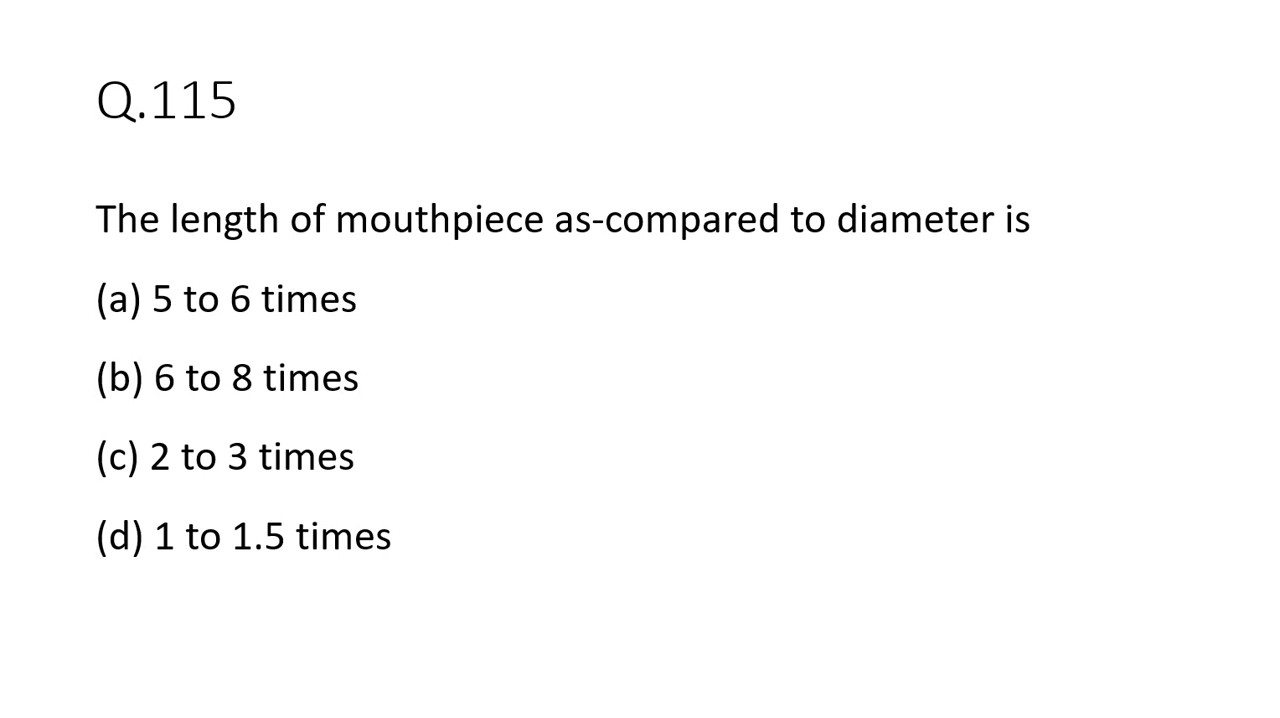 Q.115
The length of mouthpiece as-compared to diameter is
(a) 5 to 6 times
(b) 6 to 8 times
(c) 2 to 3 times
(d) 1 to 1.5 times